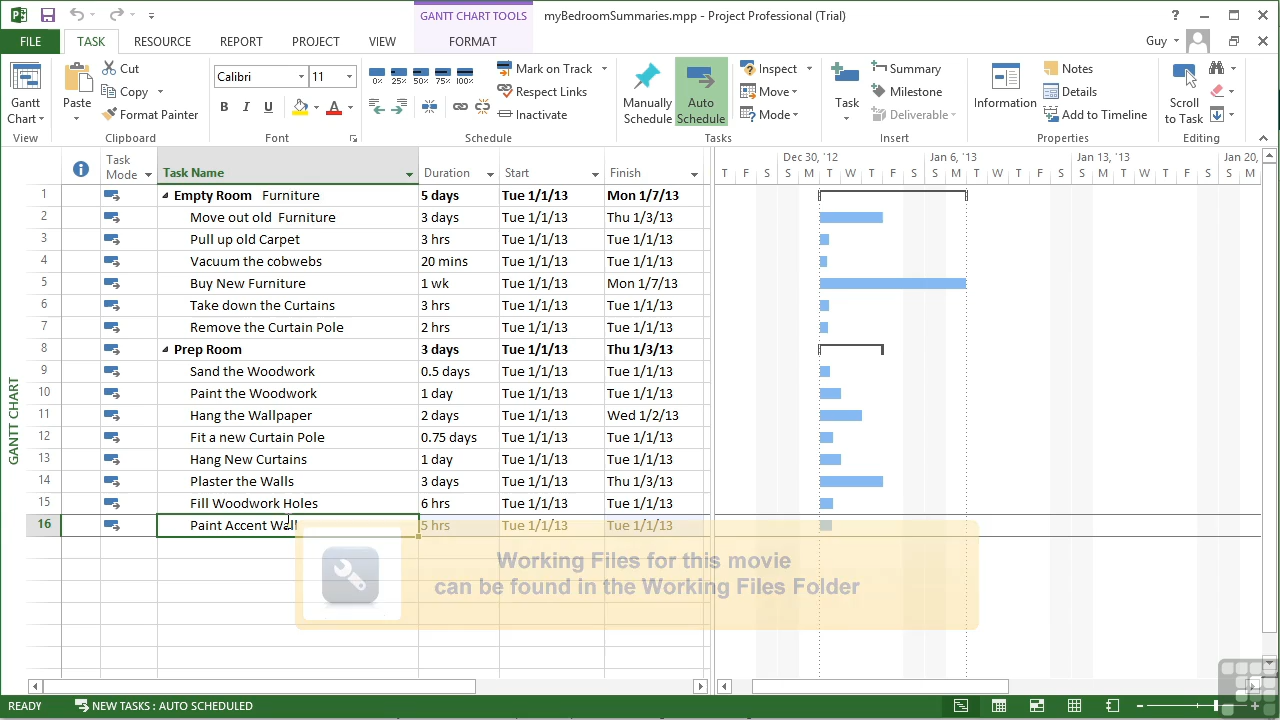 GANTT CHART TOOLS
myBedroomSummaries.mpp - Project Professional (Trial)
?
FILE TASK RESOURCE REPORT PROJECT VIEW FORMAT Guy
Gantt Chart
View
Paste
Cut
Copy
Format Painter
Clipboard
Calibri 11
B I U A
Font
0% 25% 50% 75% 100%
Mark on Track
Respect Links
Inactivate
Schedule
Manually Schedule
Auto Schedule
Inspect
Move
Mode
Tasks
Task
Summary
Milestone
Deliverable
Insert
Information
Notes
Details
Add to Timeline
Properties
Scroll to Task
Editing
Task Mode Task Name Duration Start Finish
Dec 30, '12 Jan 6, '13 Jan 13, '13 Jan 20,
T F S S M T W T F S S M T W T F S S M T W T F S S M
1 Empty Room Furniture 5 days Tue 1/1/13 Mon 1/7/13
2 Move out old Furniture 3 days Tue 1/1/13 Thu 1/3/13
3 Pull up old Carpet 3 hrs Tue 1/1/13 Tue 1/1/13
4 Vacuum the cobwebs 20 mins Tue 1/1/13 Tue 1/1/13
5 Buy New Furniture 1 wk Tue 1/1/13 Mon 1/7/13
6 Take down the Curtains 3 hrs Tue 1/1/13 Tue 1/1/13
7 Remove the Curtain Pole 2 hrs Tue 1/1/13 Tue 1/1/13
8 Prep Room 3 days Tue 1/1/13 Thu 1/3/13
9 Sand the Woodwork 0.5 days Tue 1/1/13 Tue 1/1/13
10 Paint the Woodwork 1 day Tue 1/1/13 Tue 1/1/13
11 Hang the Wallpaper 2 days Tue 1/1/13 Wed 1/2/13
12 Fit a new Curtain Pole 0.75 days Tue 1/1/13 Tue 1/1/13
13 Hang New Curtains 1 day Tue 1/1/13 Tue 1/1/13
14 Plaster the Walls 3 days Tue 1/1/13 Thu 1/3/13
15 Fill Woodwork Holes 6 hrs Tue 1/1/13 Tue 1/1/13
16 Paint Accent Wall 5 hrs Tue 1/1/13 Tue 1/1/13
GANTT CHART
Working Files for this movie
can be found in the Working Files Folder
READY NEW TASKS : AUTO SCHEDULED